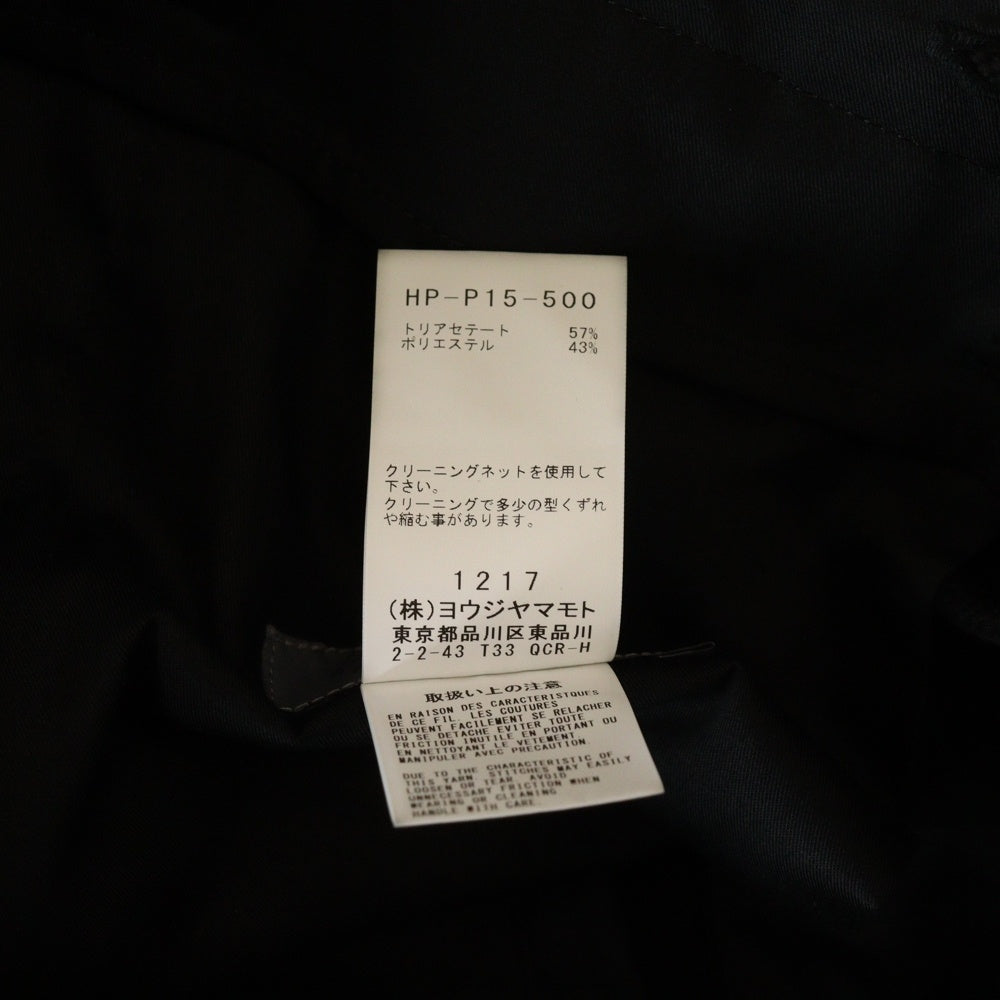 HP-P15-500
トリアセテート 57%
ポリエステル 43%
クリーニングネットを使用して
下さい。
クリーニングで多少の型くずれ
や縮む事があります。
1217
(株)ヨウジヤマモト
東京都品川区東品川
2-2-43 T33 QCR-H
取扱い上の注意
EN RAISON DES CARACTERISTIQUES
DE CE FIL. LES COUTURES
PEUVENT FACILEMENT SE RELACHER
OU SE DETACHE EVITER TOUTE
FRICTION INUTILE EN PORTANT OU
EN NETTOYANT LE VETEMENT.
MANIPULER AVEC PRECAUTION.
DUE TO THE CHARACTERISTIC OF
THIS YARN STITCHES MAY EASILY
LOOSEN OR TEAR AVOID
UNNECESSARY FRICTION WHEN
WEARING OR CLEANING
HANDLE WITH CARE.